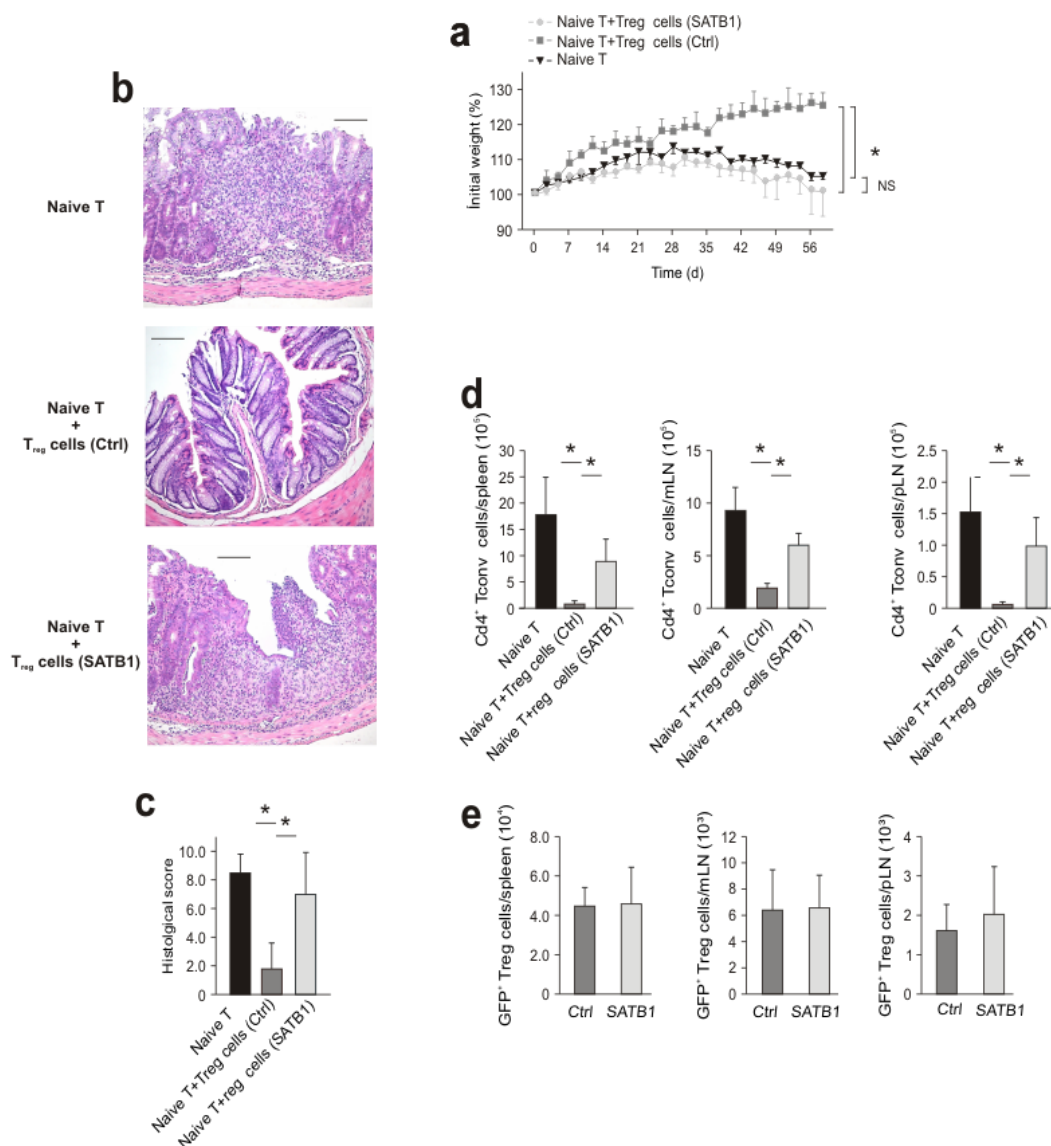 a
Naive T+Treg cells (SATB1)
Naive T+Treg cells (Ctrl)
Naive T
Initial weight (%)
130
120
110
100
90
0 7 14 21 28 35 42 49 56
Time (d)
*
NS
b
Naive T
Naive T
+
Treg cells (Ctrl)
Naive T
+
Treg cells (SATB1)
c
Histolgical score
10.0
8.0
6.0
4.0
2.0
0
* *
Naive T
Naive T+Treg cells (Ctrl)
Naive T+reg cells (SATB1)
d
Cd4⁺ Tconv cells/spleen (10⁵)
30
25
20
15
10
5
0
* *
Naive T
Naive T+Treg cells (Ctrl)
Naive T+reg cells (SATB1)
Cd4⁺ Tconv cells/mLN (10⁵)
15
10
5
0
* *
Naive T
Naive T+Treg cells (Ctrl)
Naive T+reg cells (SATB1)
Cd4⁺ Tconv cells/pLN (10⁵)
2.5
2.0
1.5
1.0
0.5
0
* *
Naive T
Naive T+Treg cells (Ctrl)
Naive T+reg cells (SATB1)
e
GFP⁺ Treg cells/spleen (10⁴)
8.0
6.0
4.0
2.0
0
Ctrl SATB1
GFP⁺ Treg cells/mLN (10³)
12
10
8
6
4
2
0
Ctrl SATB1
GFP⁺ Treg cells/pLN (10³)
4
3
2
1
0
Ctrl SATB1